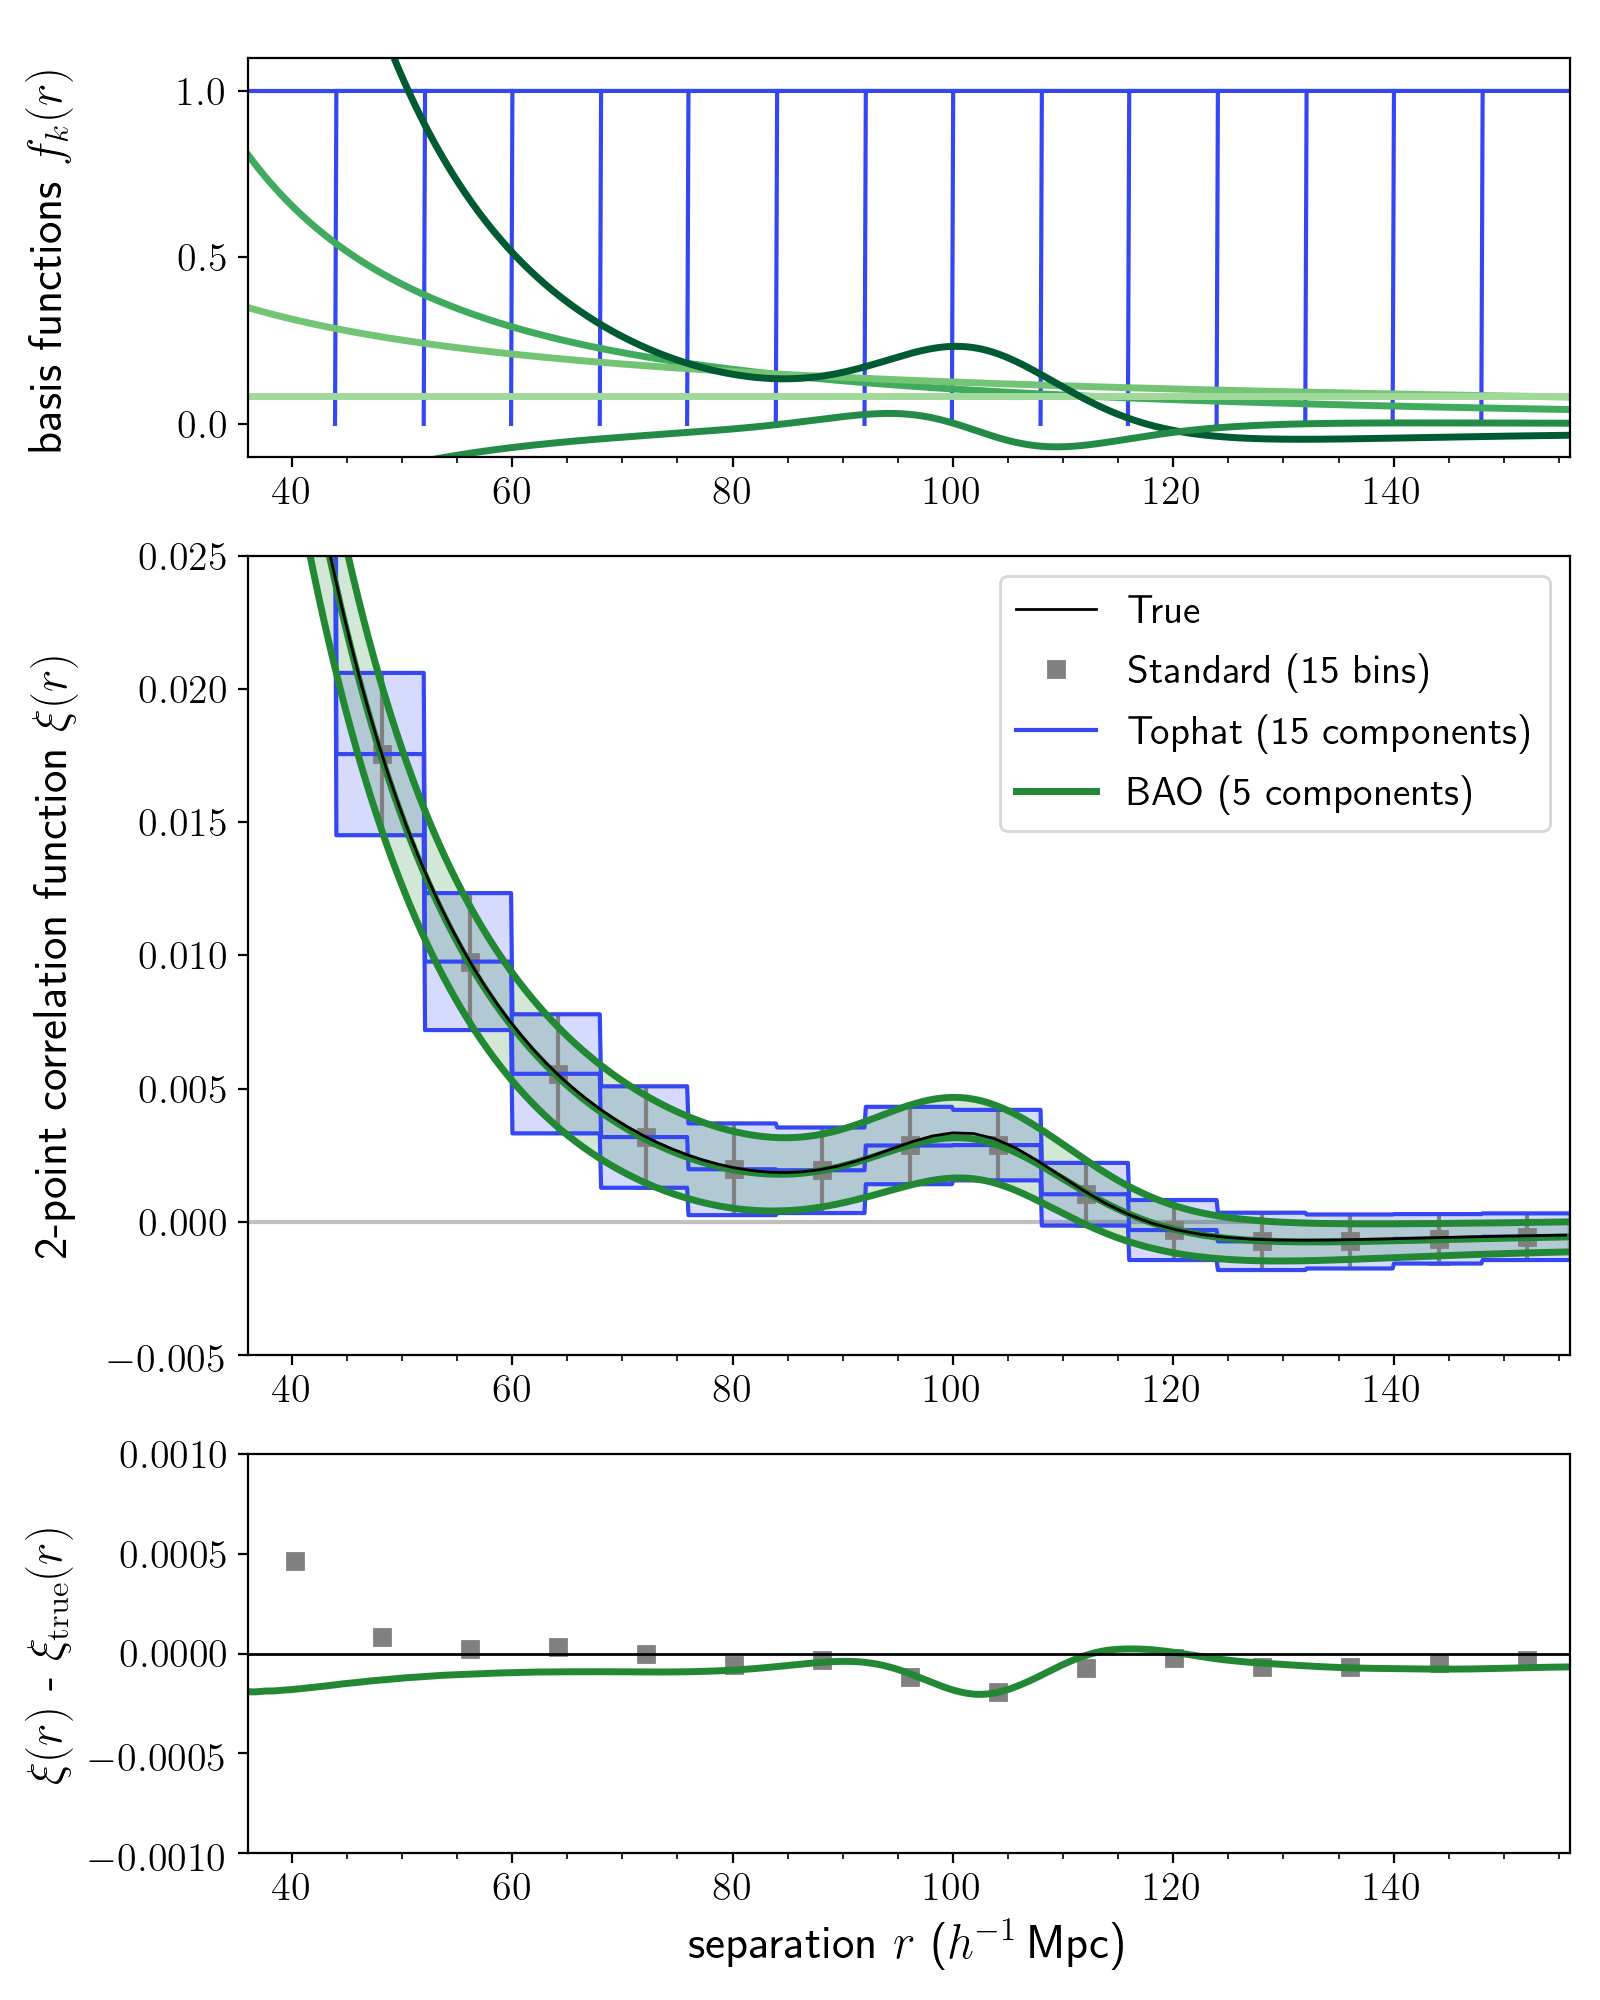 basis functions f_k(r)
1.0
0.5
0.0
40 60 80 100 120 140
2-point correlation function ξ(r)
0.025
0.020
0.015
0.010
0.005
0.000
−0.005
True
Standard (15 bins)
Tophat (15 components)
BAO (5 components)
40 60 80 100 120 140
ξ(r) - ξ_true(r)
0.0010
0.0005
0.0000
−0.0005
−0.0010
40 60 80 100 120 140
separation r (h⁻¹ Mpc)